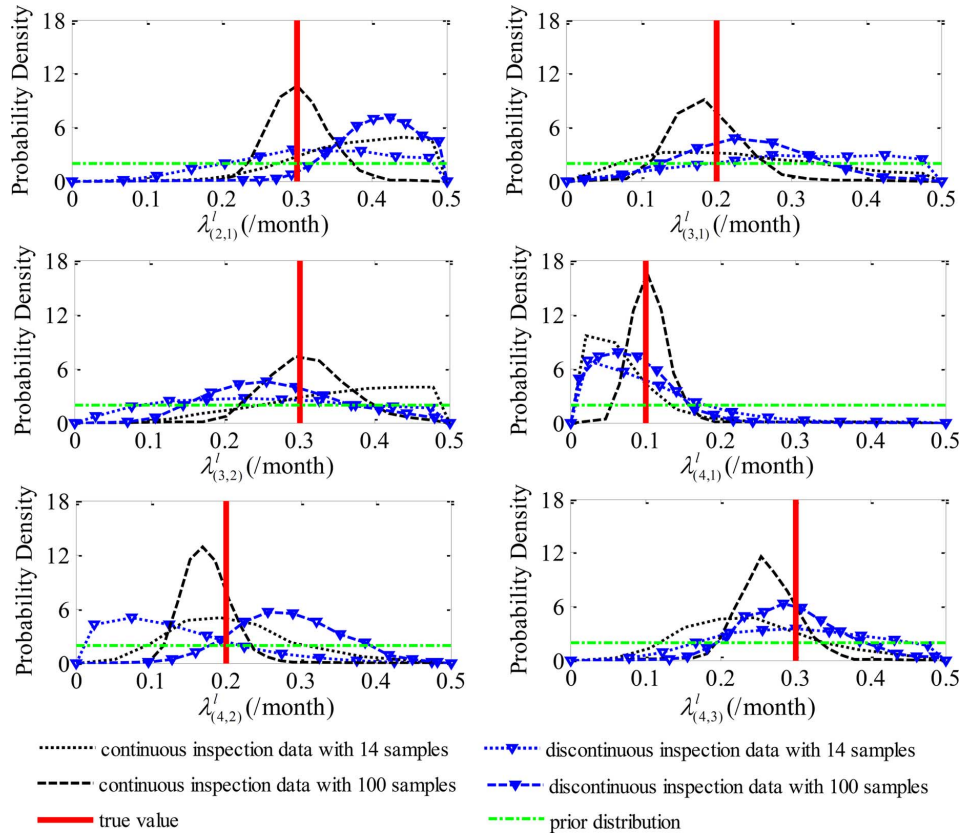 Probability Density
18
12
6
0
0 0.1 0.2 0.3 0.4 0.5
λ^l_(2,1)(/month)
Probability Density
18
12
6
0
0 0.1 0.2 0.3 0.4 0.5
λ^l_(3,1)(/month)
Probability Density
18
12
6
0
0 0.1 0.2 0.3 0.4 0.5
λ^l_(3,2)(/month)
Probability Density
18
12
6
0
0 0.1 0.2 0.3 0.4 0.5
λ^l_(4,1)(/month)
Probability Density
18
12
6
0
0 0.1 0.2 0.3 0.4 0.5
λ^l_(4,2)(/month)
Probability Density
18
12
6
0
0 0.1 0.2 0.3 0.4 0.5
λ^l_(4,3)(/month)
continuous inspection data with 14 samples
discontinuous inspection data with 14 samples
continuous inspection data with 100 samples
discontinuous inspection data with 100 samples
true value
prior distribution